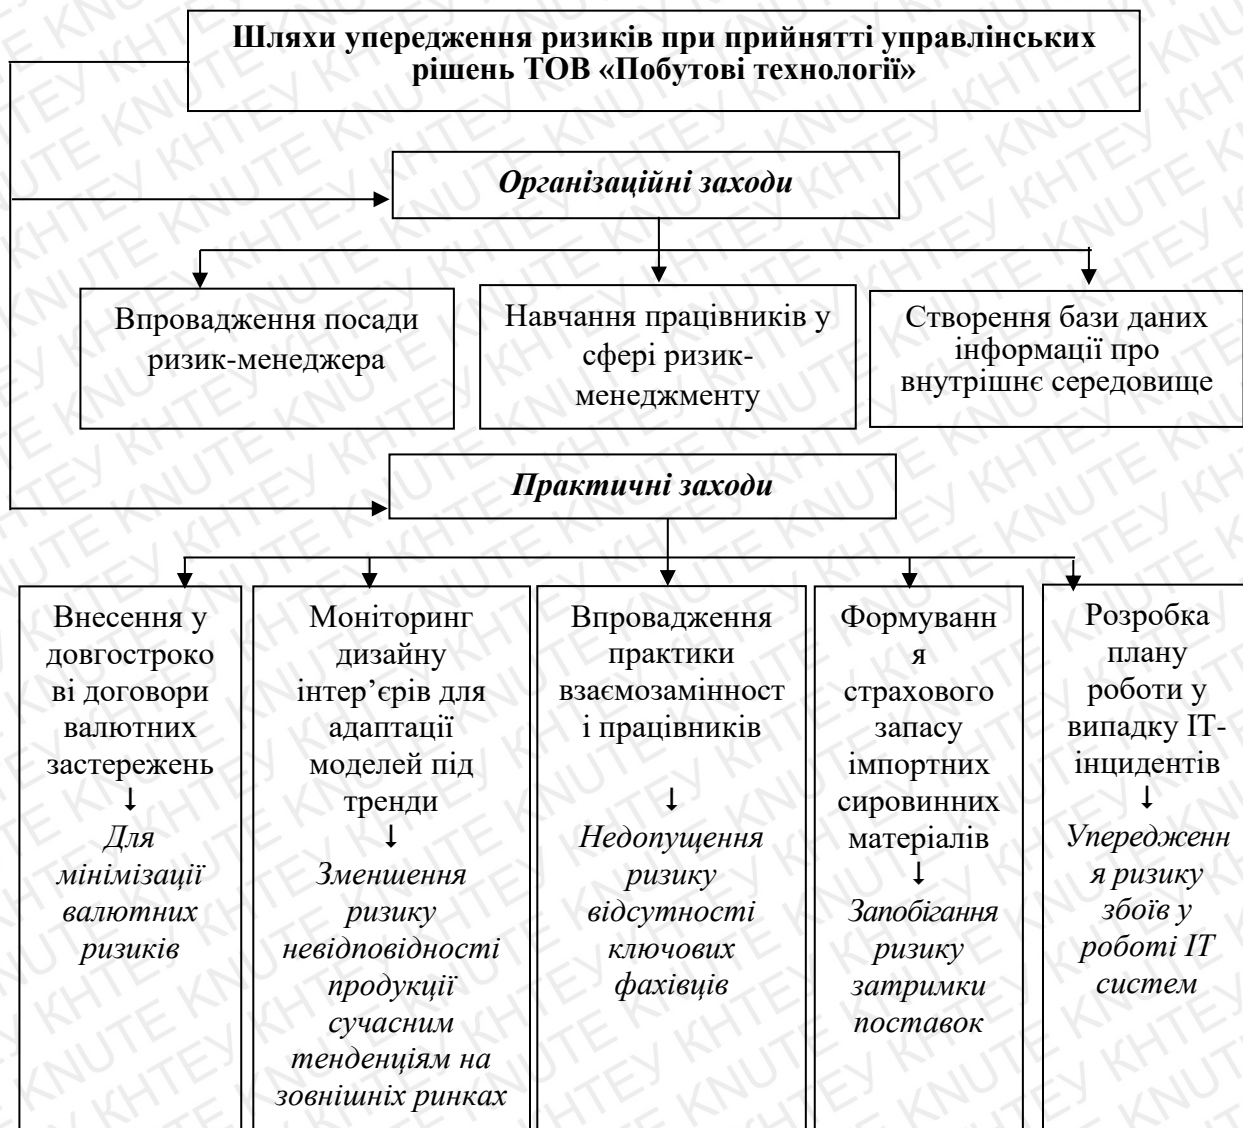 Шляхи упередження ризиків при прийнятті управлінських
рішень ТОВ «Побутові технології»
Організаційні заходи
Впровадження посади
ризик-менеджера
Навчання працівників у
сфері ризик-
менеджменту
Створення бази даних
інформації про
внутрішнє середовище
Практичні заходи
Внесення у
довгостроко
ві договори
валютних
застережень
↓
Для
мінімізації
валютних
ризиків
Моніторинг
дизайну
інтер’єрів для
адаптації
моделей під
тренди
↓
Зменшення
ризику
невідповідності
продукції
сучасним
тенденціям на
зовнішніх ринках
Впровадження
практики
взаємозамінност
і працівників
↓
Недопущення
ризику
відсутності
ключових
фахівців
Формуванн
я
страхового
запасу
імпортних
сировинних
матеріалів
↓
Запобігання
ризику
затримки
поставок
Розробка
плану
роботи у
випадку ІТ-
інцидентів
↓
Упередженн
я ризику
збоїв у
роботі ІТ
систем